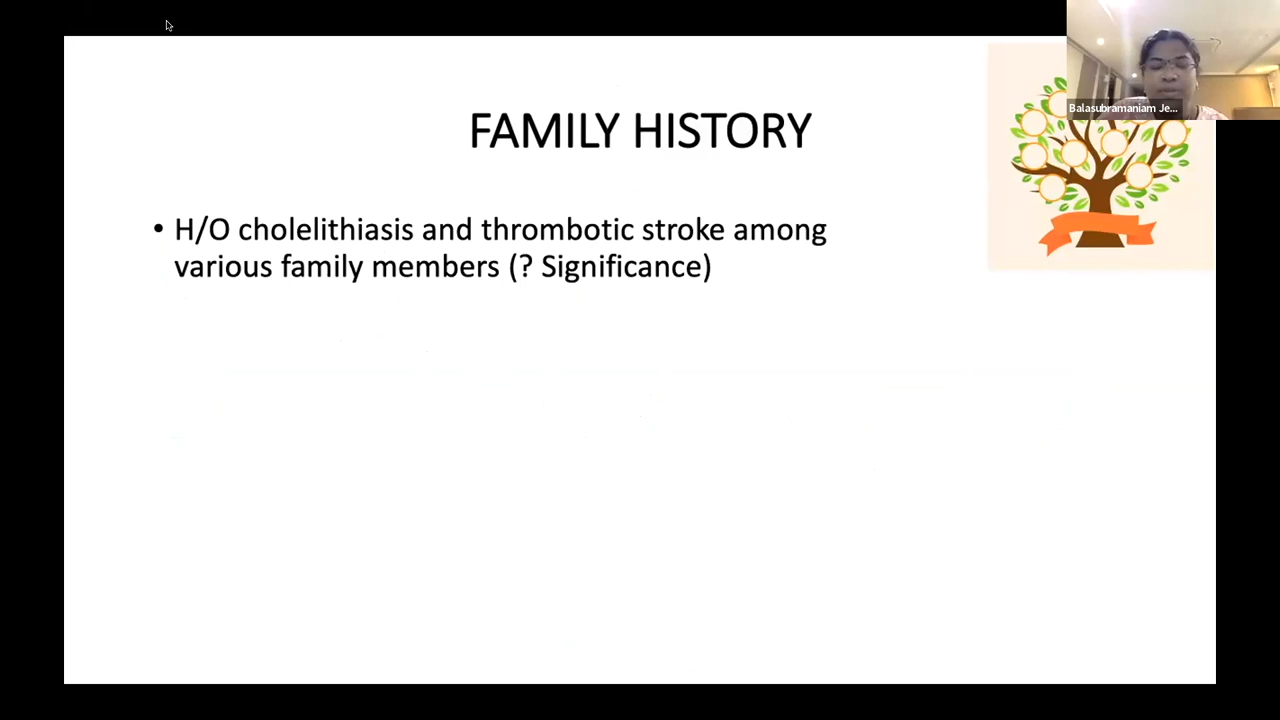 Balasubramaniam Je...
FAMILY HISTORY
• H/O cholelithiasis and thrombotic stroke among
various family members (? Significance)